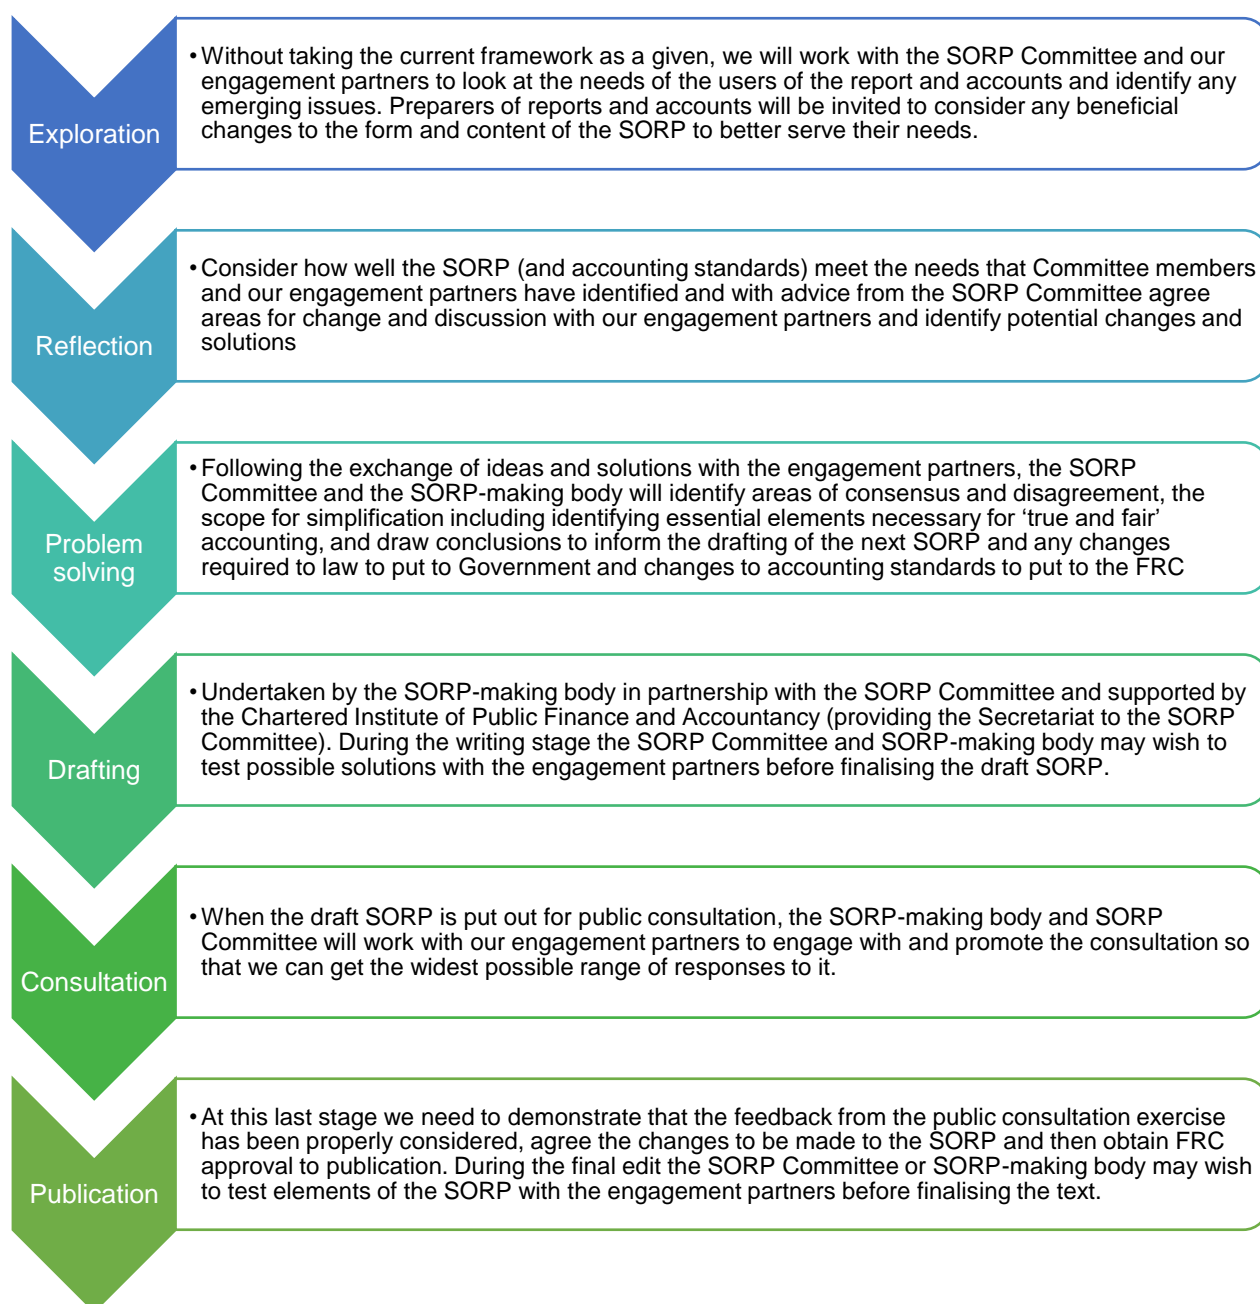 Exploration
• Without taking the current framework as a given, we will work with the SORP Committee and our
engagement partners to look at the needs of the users of the report and accounts and identify any
emerging issues. Preparers of reports and accounts will be invited to consider any beneficial
changes to the form and content of the SORP to better serve their needs.
Reflection
• Consider how well the SORP (and accounting standards) meet the needs that Committee members
and our engagement partners have identified and with advice from the SORP Committee agree
areas for change and discussion with our engagement partners and identify potential changes and
solutions
Problem
solving
• Following the exchange of ideas and solutions with the engagement partners, the SORP
Committee and the SORP-making body will identify areas of consensus and disagreement, the
scope for simplification including identifying essential elements necessary for ‘true and fair’
accounting, and draw conclusions to inform the drafting of the next SORP and any changes
required to law to put to Government and changes to accounting standards to put to the FRC
Drafting
• Undertaken by the SORP-making body in partnership with the SORP Committee and supported by
the Chartered Institute of Public Finance and Accountancy (providing the Secretariat to the SORP
Committee). During the writing stage the SORP Committee and SORP-making body may wish to
test possible solutions with the engagement partners before finalising the draft SORP.
Consultation
• When the draft SORP is put out for public consultation, the SORP-making body and SORP
Committee will work with our engagement partners to engage with and promote the consultation so
that we can get the widest possible range of responses to it.
Publication
• At this last stage we need to demonstrate that the feedback from the public consultation exercise
has been properly considered, agree the changes to be made to the SORP and then obtain FRC
approval to publication. During the final edit the SORP Committee or SORP-making body may wish
to test elements of the SORP with the engagement partners before finalising the text.